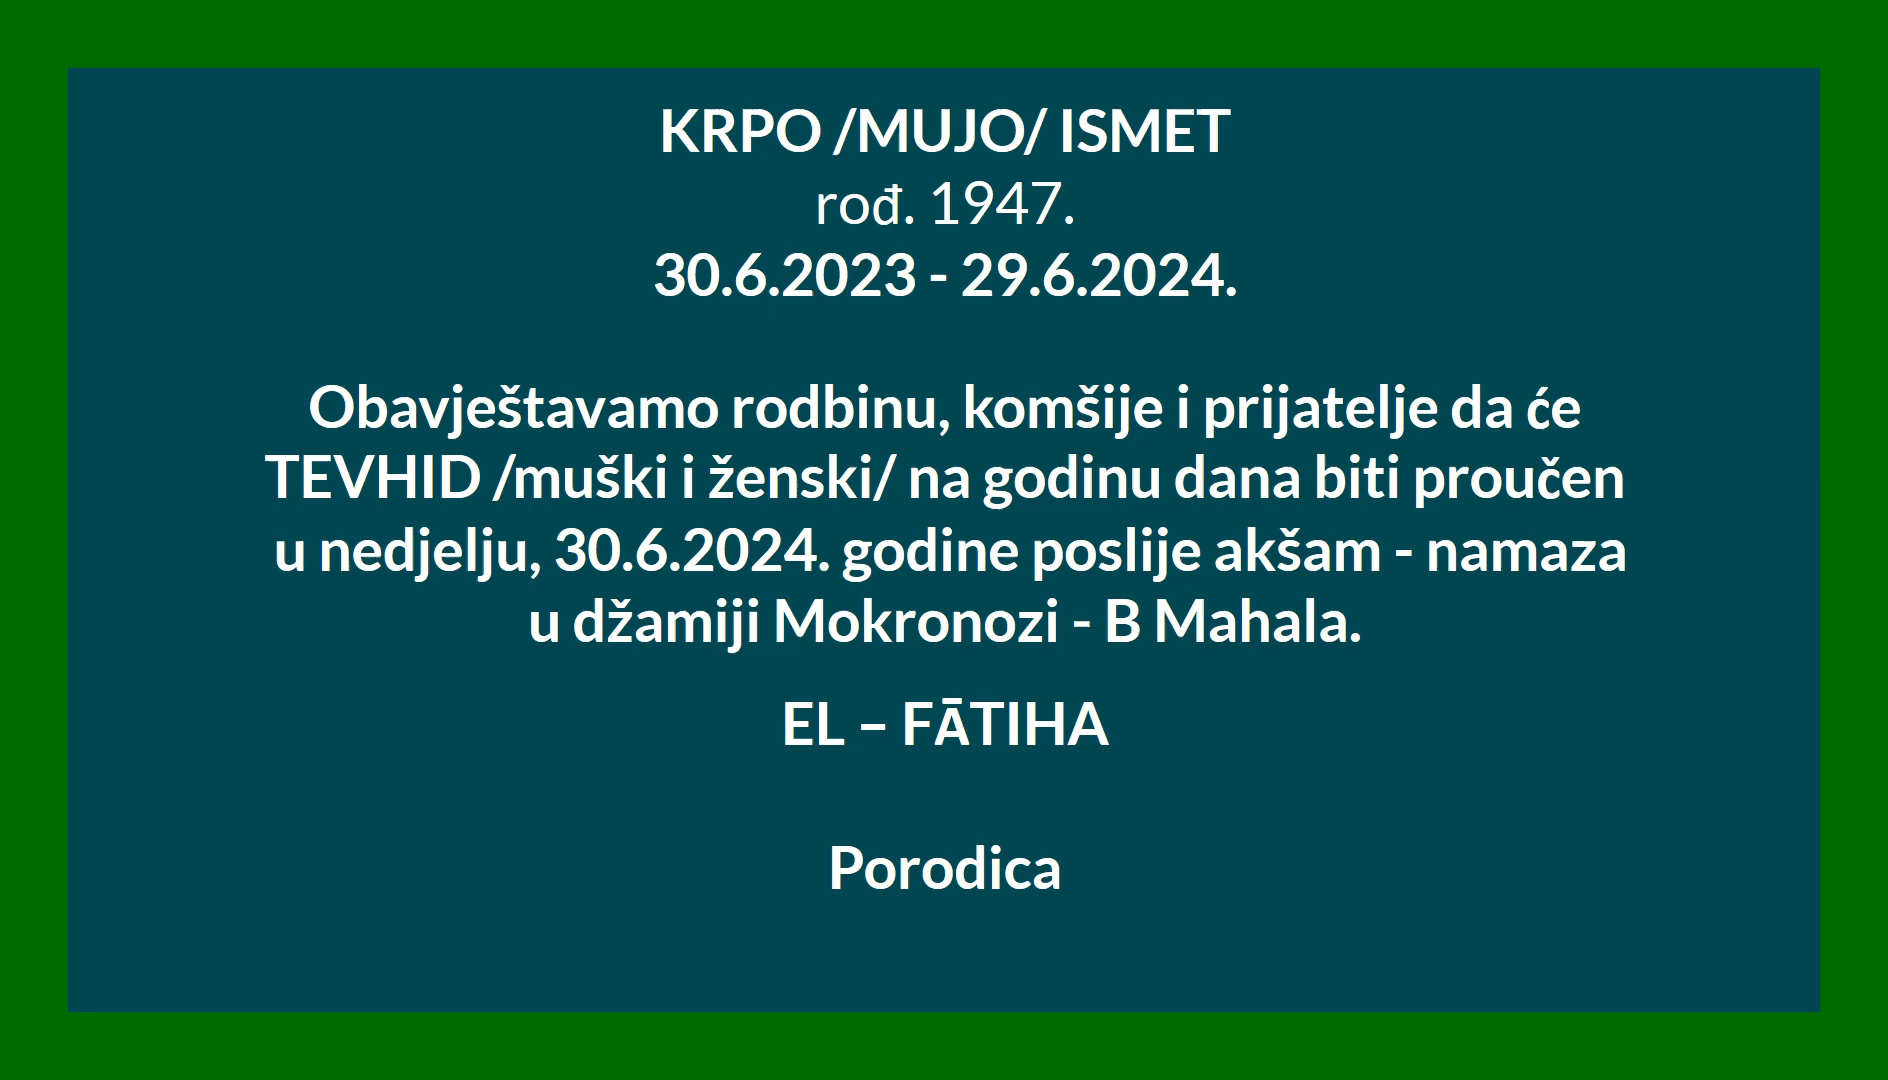 KRPO /MUJO/ ISMET
rođ. 1947.
30.6.2023 - 29.6.2024.
Obavještavamo rodbinu, komšije i prijatelje da će
TEVHID /muški i ženski/ na godinu dana biti proučen
u nedjelju, 30.6.2024. godine poslije akšam - namaza
u džamiji Mokronozi - B Mahala.
EL – FĀTIHA
Porodica